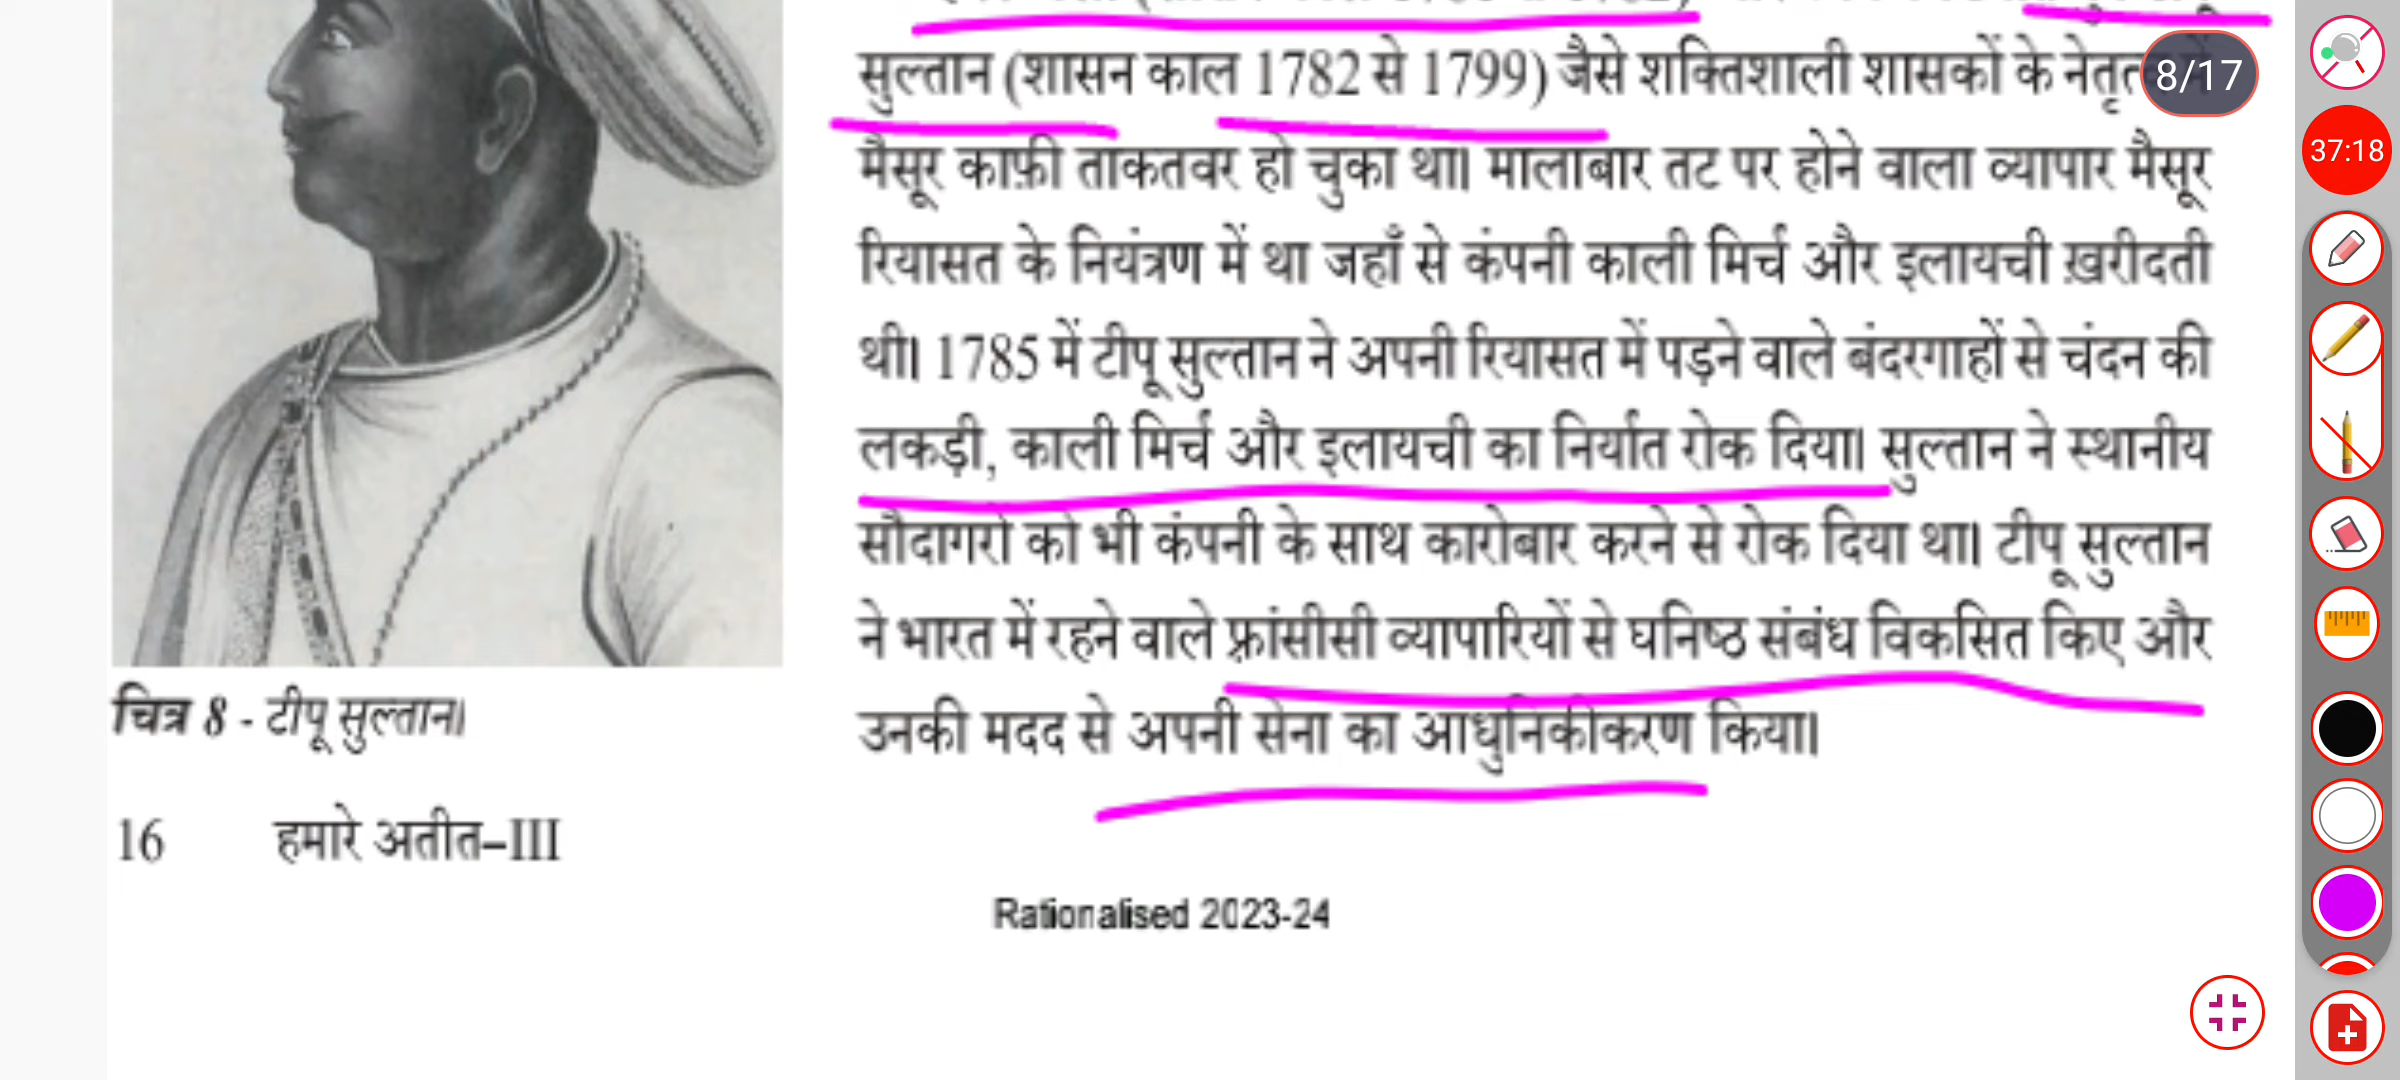 सुल्तान (शासन काल 1782 से 1799) जैसे शक्तिशाली शासकों के
मैसूर काफ़ी ताकतवर हो चुका था। मालाबार तट पर होने वाला व्यापार मैसूर
रियासत के नियंत्रण में था जहाँ से कंपनी काली मिर्च और इलायची ख़रीदती
थी। 1785 में टीपू सुल्तान ने अपनी रियासत में पड़ने वाले बंदरगाहों से चंदन की
लकड़ी, काली मिर्च और इलायची का निर्यात रोक दिया। सुल्तान ने स्थानीय
सौदागरों को भी कंपनी के साथ कारोबार करने से रोक दिया था। टीपू सुल्तान
ने भारत में रहने वाले फ़्रांसीसी व्यापारियों से घनिष्ठ संबंध विकसित किए और
उनकी मदद से अपनी सेना का आधुनिकीकरण किया।
चित्र 8 - टीपू सुल्तान।
16 हमारे अतीत–III
Rationalised 2023-24
8/17
37:18